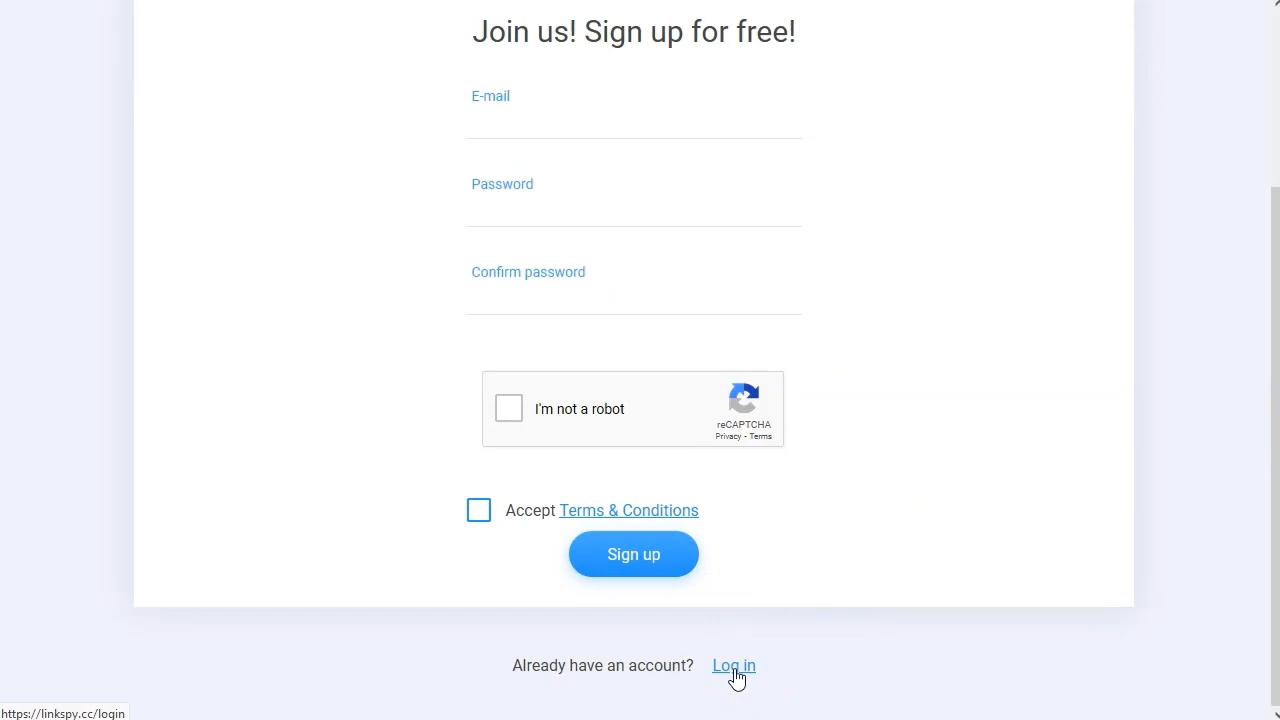 Join us! Sign up for free!
E-mail
Password
Confirm password
I'm not a robot
reCAPTCHA
Privacy - Terms
Accept Terms & Conditions
Sign up
Already have an account? Log in
https://linkspy.cc/login